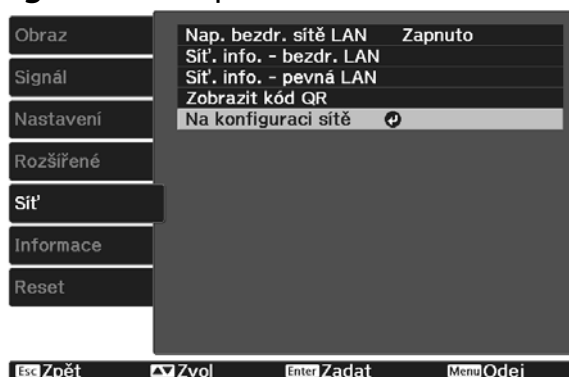 Obraz
Signál
Nastavení
Rozšířené
Síť
Informace
Reset
Nap. bezdr. sítě LAN Zapnuto
Síť. info. - bezdr. LAN
Síť. info. - pevná LAN
Zobrazit kód QR
Na konfiguraci sítě
Esc Zpět ▲▼ Zvol Enter Zadat Menu Odej